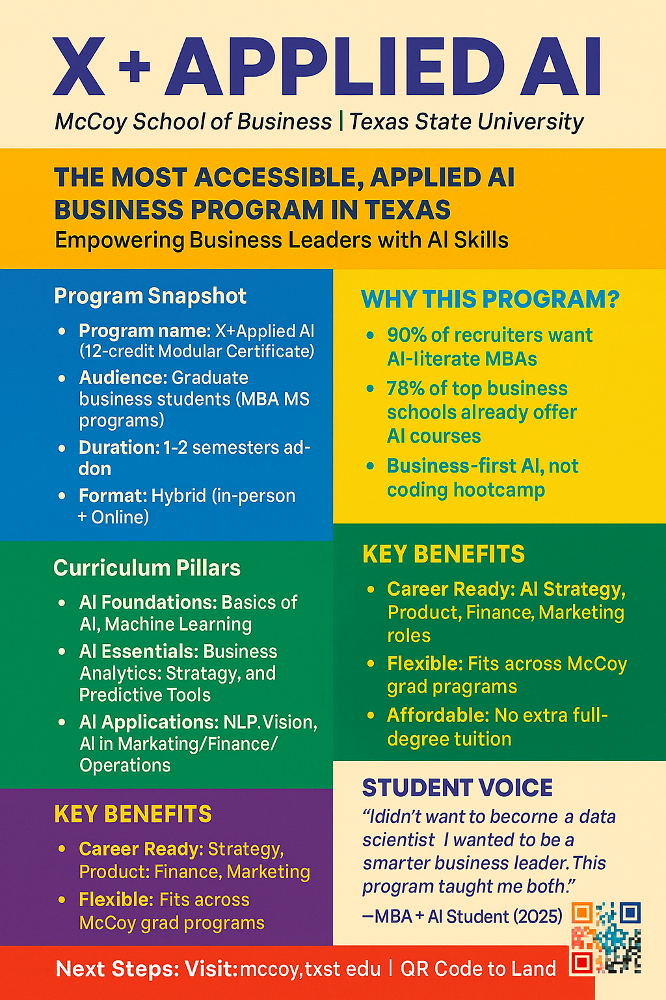 X + APPLIED AI
McCoy School of Business | Texas State University
THE MOST ACCESSIBLE, APPLIED AI
BUSINESS PROGRAM IN TEXAS
Empowering Business Leaders with AI Skills
Program Snapshot
• Program name: X+Applied AI
(12-credit Modular Certificate)
• Audience: Graduate
business students (MBA MS
programs)
• Duration: 1-2 semesters ad-
don
• Format: Hybrid (in-person
+ Online)
Curriculum Pillars
• AI Foundations: Basics of
AI, Machine Learning
• AI Essentials: Business
Analytics: Stratagy, and
Predictive Tools
• AI Applications: NLP.Vision,
AI in Markating/Finance/
Operations
KEY BENEFITS
• Career Ready: Strategy,
Product: Finance, Marketing
• Flexible: Fits across
McCoy grad programs
WHY THIS PROGRAM?
• 90% of recruiters want
AI-literate MBAs
• 78% of top business
schools already offer
AI courses
• Business-first AI, not
coding hootcamp
KEY BENEFITS
• Career Ready: AI Strategy,
Product, Finance, Marketing
roles
• Flexible: Fits across McCoy
grad pragrams
• Affordable: No extra full-
degree tuition
STUDENT VOICE
“Ididn’t want to becorne a data
scientist I wanted to be a
smarter business leader. This
program taught me both.”
—MBA + AI Student (2025)
Next Steps: Visit: mccoy,txst edu | QR Code to Land